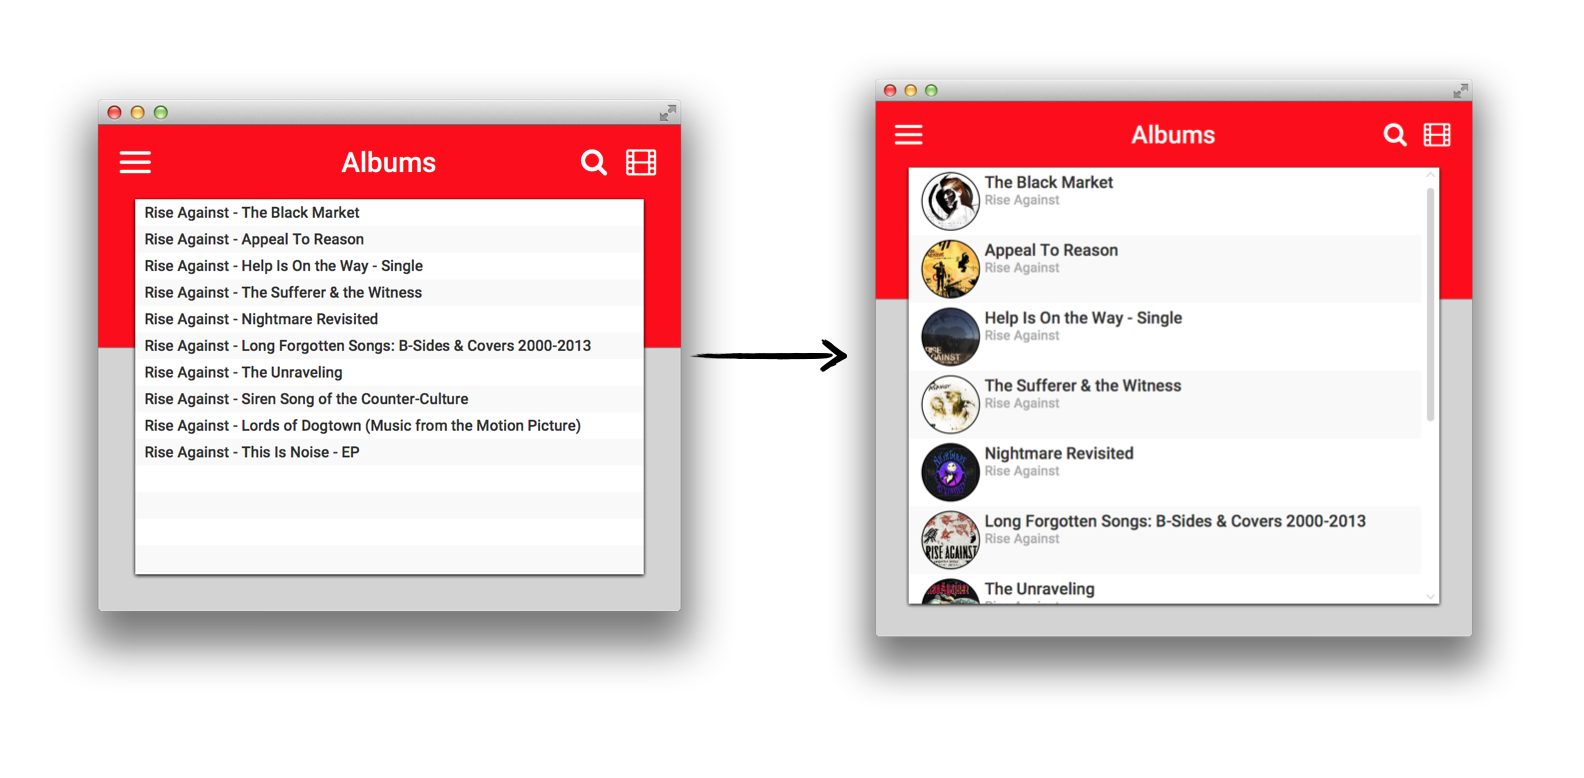 Albums
Rise Against - The Black Market
Rise Against - Appeal To Reason
Rise Against - Help Is On the Way - Single
Rise Against - The Sufferer & the Witness
Rise Against - Nightmare Revisited
Rise Against - Long Forgotten Songs: B-Sides & Covers 2000-2013
Rise Against - The Unraveling
Rise Against - Siren Song of the Counter-Culture
Rise Against - Lords of Dogtown (Music from the Motion Picture)
Rise Against - This Is Noise - EP
Albums
The Black Market
Rise Against
Appeal To Reason
Rise Against
Help Is On the Way - Single
Rise Against
RISE
AGAINST
The Sufferer & the Witness
Rise Against
Nightmare Revisited
Rise Against
Long Forgotten Songs: B-Sides & Covers 2000-2013
Rise Against
RISE AGAINST
The Unraveling